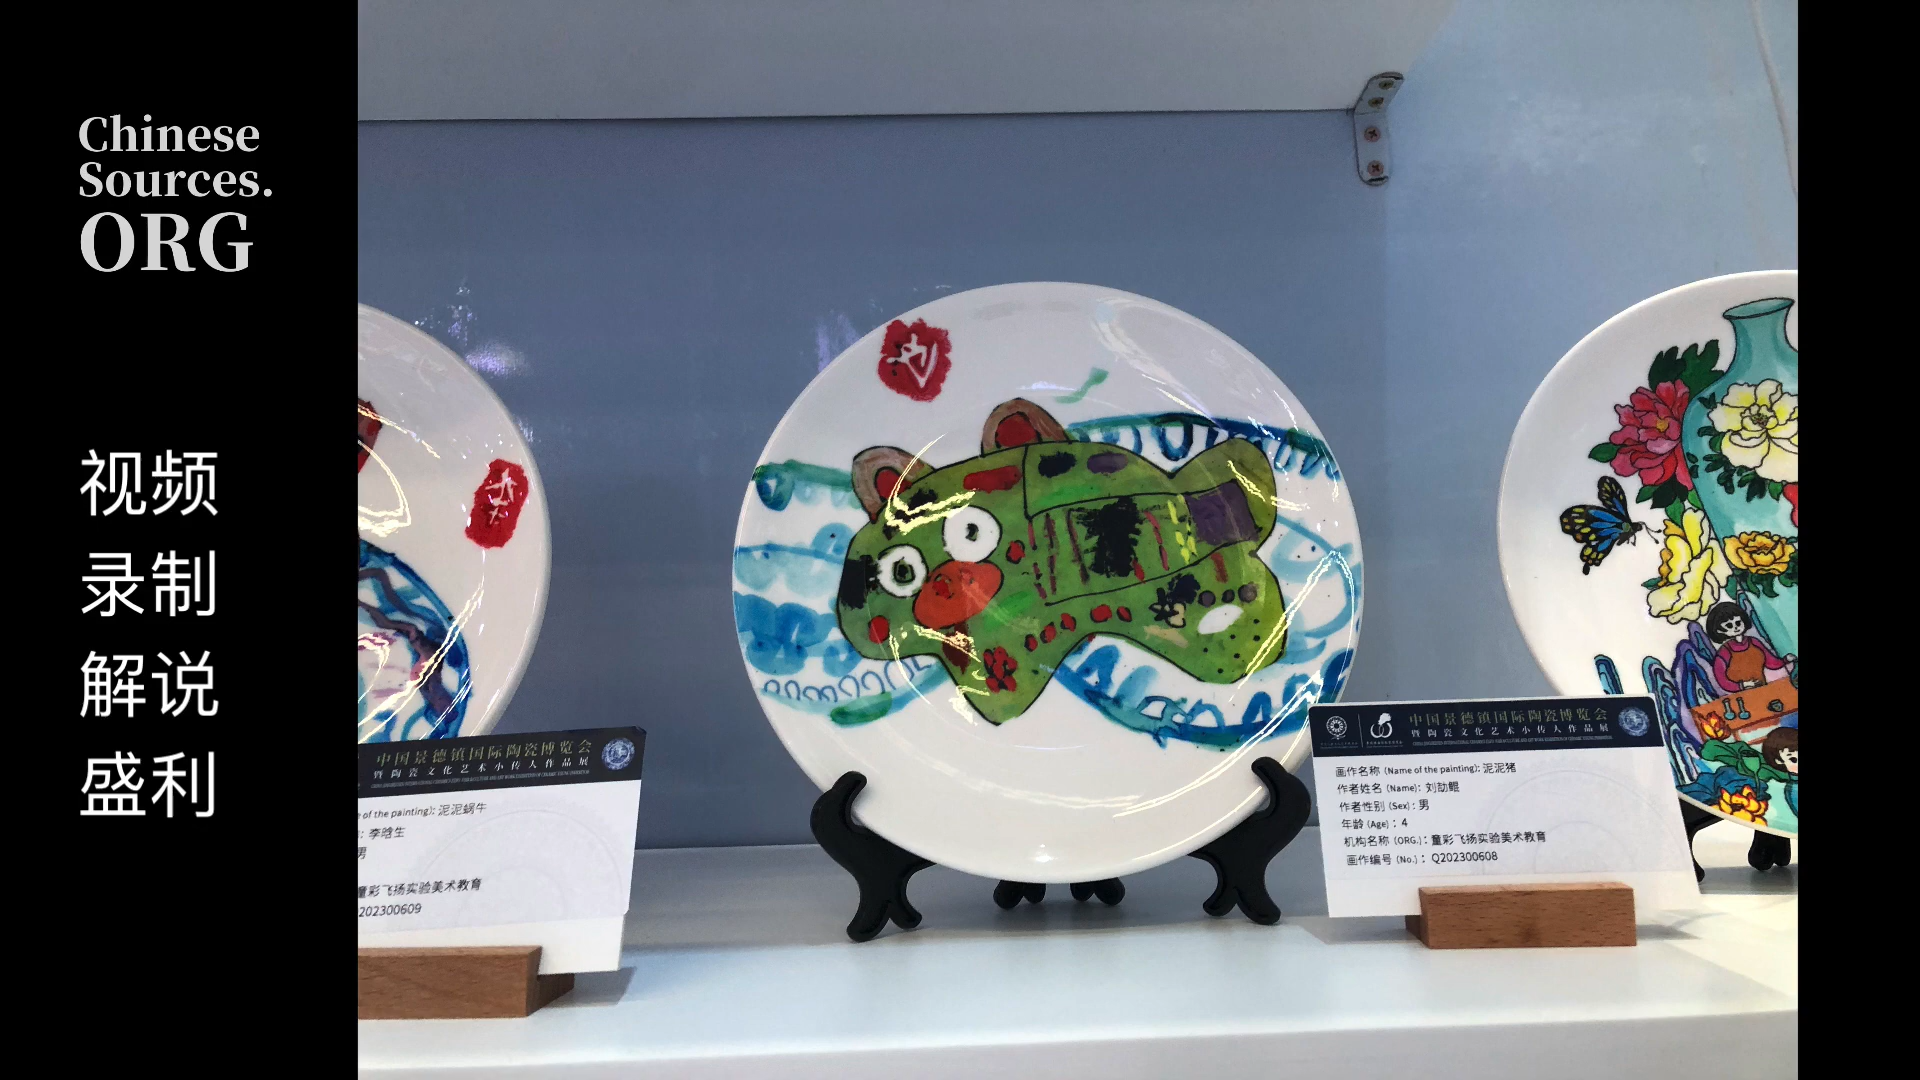 Chinese
Sources.
ORG
视频
录制
解说
盛利
刘
中国景德镇国际陶瓷博览会
暨陶瓷文化艺术小传人作品展
e of the painting): 泥泥蜗牛
: 李晗生
男
童彩飞扬实验美术教育
202300609
中国景德镇国际陶瓷博览会
暨陶瓷文化艺术小传人作品展
画作名称 (Name of the painting): 泥泥猪
作者姓名 (Name): 刘劼鲲
作者性别 (Sex): 男
年龄 (Age): 4
机构名称 (ORG.): 童彩飞扬实验美术教育
画作编号 (No.): Q202300608